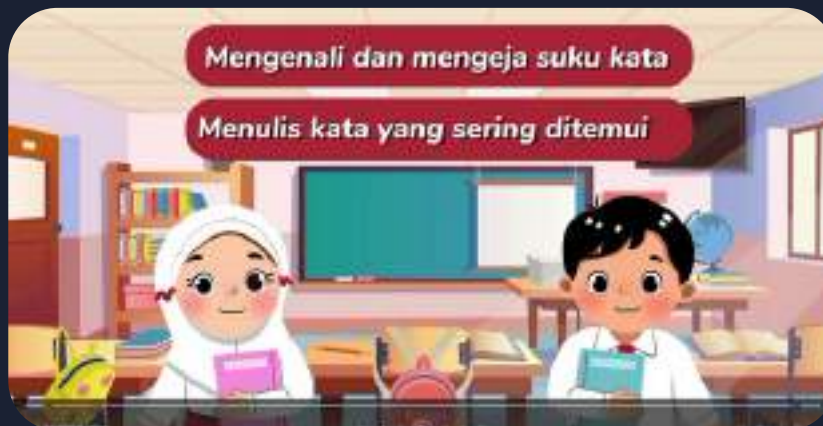 Mengenali dan mengeja suku kata
Menulis kata yang sering ditemui